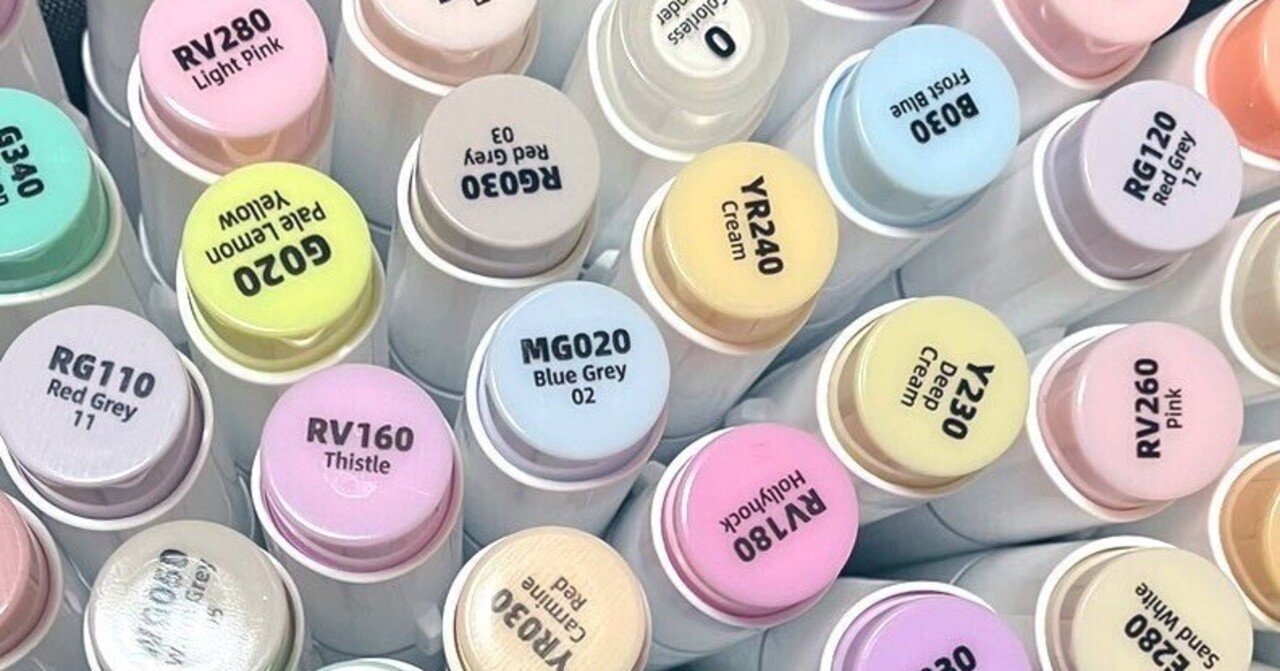 RV280
Light Pink
Colorless
0
B030
Frost Blue
G340
RG030
Red Grey
03
RG120
Red Grey
12
G020
Pale Lemon
Yellow
YR240
Cream
RG110
Red Grey
11
MG020
Blue Grey
02
Y230
Deep
Cream
RV260
Pink
RV160
Thistle
RV180
Hollyhock
YR030
Carmine
Red
E280
Sand White
30